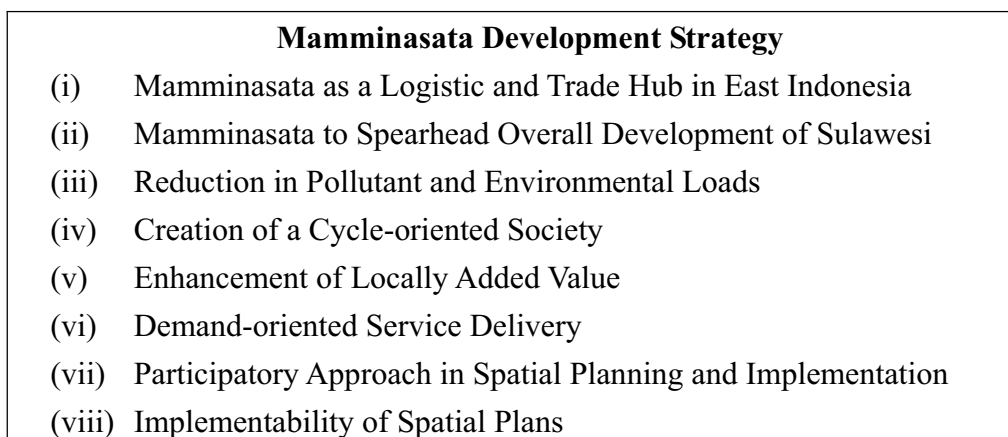 Mamminasata Development Strategy
(i) Mamminasata as a Logistic and Trade Hub in East Indonesia
(ii) Mamminasata to Spearhead Overall Development of Sulawesi
(iii) Reduction in Pollutant and Environmental Loads
(iv) Creation of a Cycle-oriented Society
(v) Enhancement of Locally Added Value
(vi) Demand-oriented Service Delivery
(vii) Participatory Approach in Spatial Planning and Implementation
(viii) Implementability of Spatial Plans